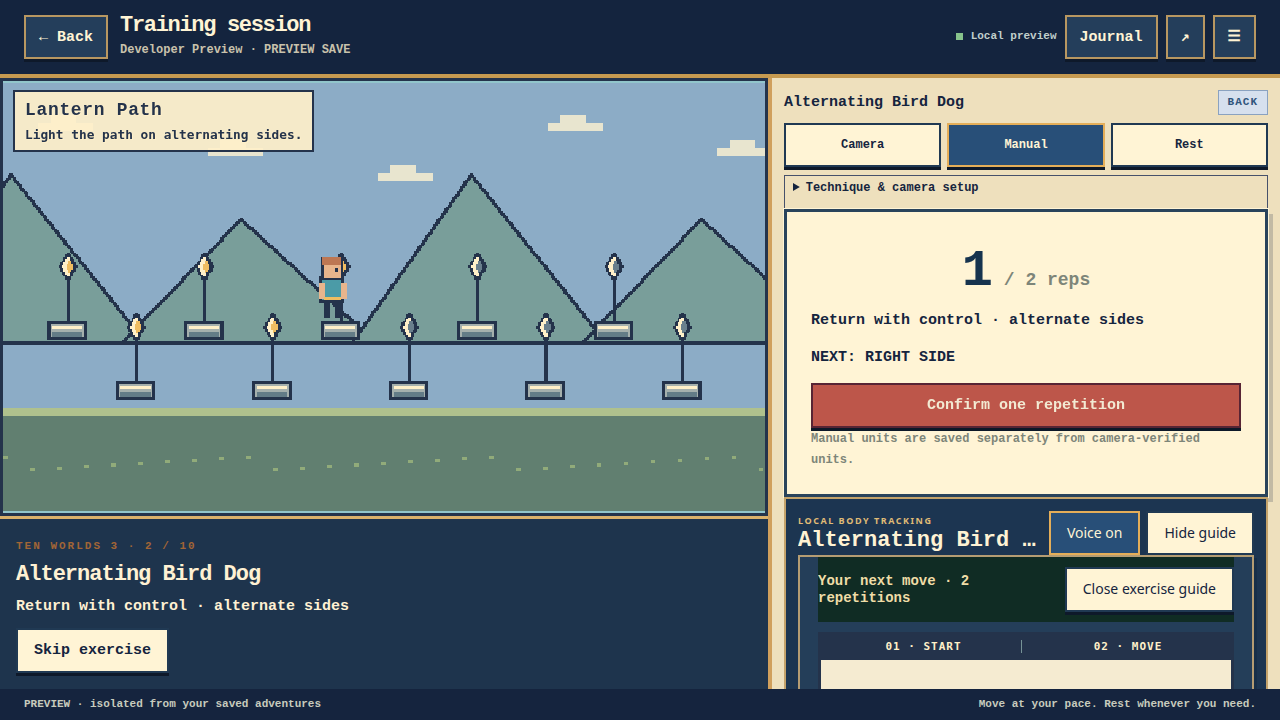 ← Back
Training session
Developer Preview · PREVIEW SAVE
Local preview
Journal
↗
☰
Lantern Path
Light the path on alternating sides.
TEN WORLDS 3 · 2 / 10
Alternating Bird Dog
Return with control · alternate sides
Skip exercise
Alternating Bird Dog
BACK
Camera
Manual
Rest
▶ Technique & camera setup
1 / 2 reps
Return with control · alternate sides
NEXT: RIGHT SIDE
Confirm one repetition
Manual units are saved separately from camera-verified
units.
LOCAL BODY TRACKING
Alternating Bird …
Voice on
Hide guide
Your next move · 2
repetitions
Close exercise guide
01 · START
02 · MOVE
PREVIEW · isolated from your saved adventures
Move at your pace. Rest whenever you need.